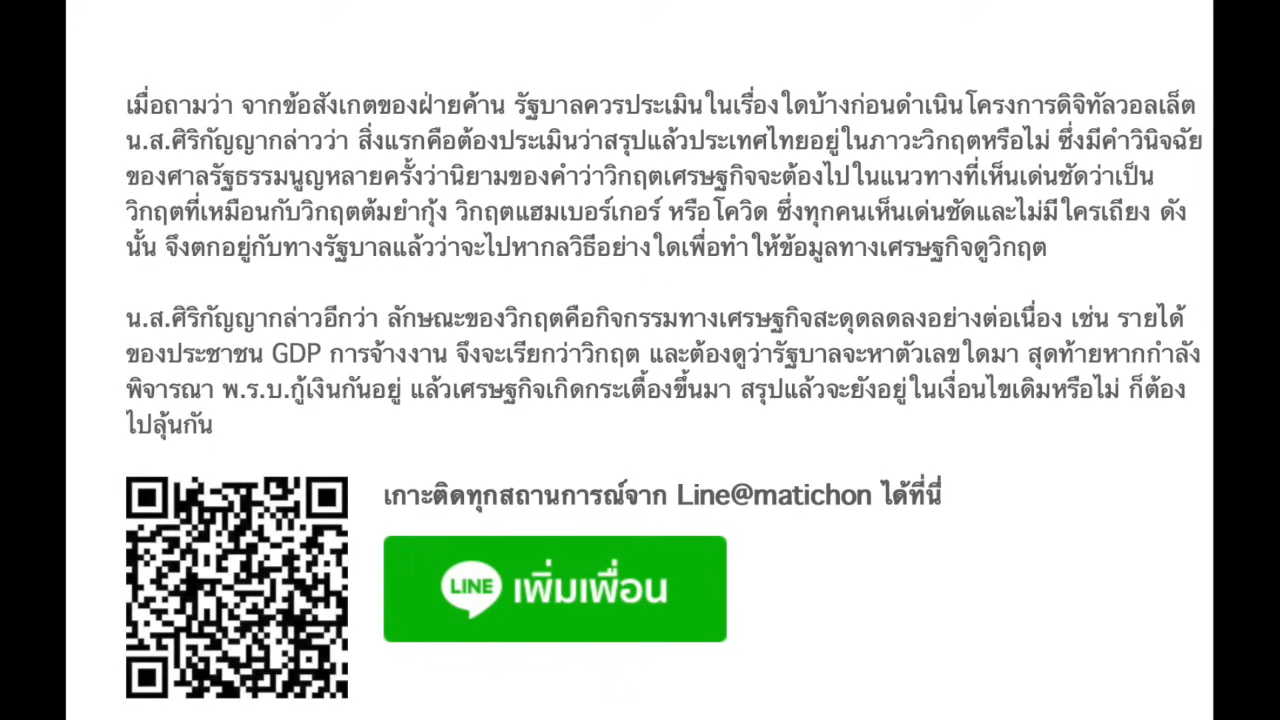 เมื่อถามว่า จากข้อสังเกตของฝ่ายค้าน รัฐบาลควรประเมินในเรื่องใดบ้างก่อนดำเนินโครงการดิจิทัลวอลเล็ต
น.ส.ศิริกัญญากล่าวว่า สิ่งแรกคือต้องประเมินว่าสรุปแล้วประเทศไทยอยู่ในภาวะวิกฤตหรือไม่ ซึ่งมีคำวินิจฉัย
ของศาลรัฐธรรมนูญหลายครั้งว่านิยามของคำว่าวิกฤตเศรษฐกิจจะต้องไปในแนวทางที่เห็นเด่นชัดว่าเป็น
วิกฤตที่เหมือนกับวิกฤตต้มยำกุ้ง วิกฤตแฮมเบอร์เกอร์ หรือโควิด ซึ่งทุกคนเห็นเด่นชัดและไม่มีใครเถียง ดัง
นั้น จึงตกอยู่กับทางรัฐบาลแล้วว่าจะไปหากลวิธีอย่างใดเพื่อทำให้ข้อมูลทางเศรษฐกิจดูวิกฤต
น.ส.ศิริกัญญากล่าวอีกว่า ลักษณะของวิกฤตคือกิจกรรมทางเศรษฐกิจสะดุดลดลงอย่างต่อเนื่อง เช่น รายได้
ของประชาชน GDP การจ้างงาน จึงจะเรียกว่าวิกฤต และต้องดูว่ารัฐบาลจะหาตัวเลขใดมา สุดท้ายหากกำลัง
พิจารณา พ.ร.บ.กู้เงินกันอยู่ แล้วเศรษฐกิจเกิดกระเตื้องขึ้นมา สรุปแล้วจะยังอยู่ในเงื่อนไขเดิมหรือไม่ ก็ต้อง
ไปลุ้นกัน
เกาะติดทุกสถานการณ์จาก Line@matichon ได้ที่นี่
LINE เพิ่มเพื่อน